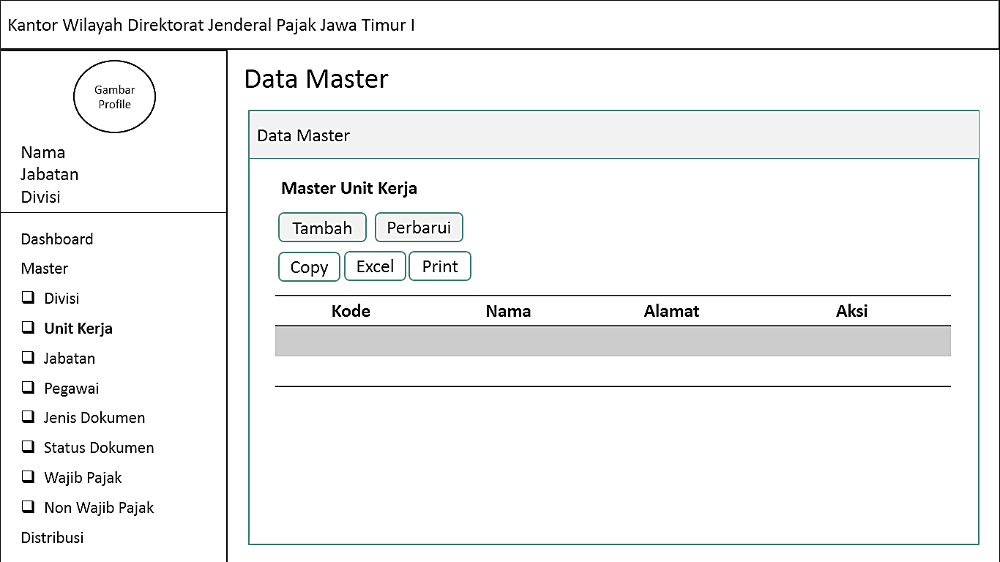 Kantor Wilayah Direktorat Jenderal Pajak Jawa Timur I
Gambar
Profile
Nama
Jabatan
Divisi
Dashboard
Master
Divisi
Unit Kerja
Jabatan
Pegawai
Jenis Dokumen
Status Dokumen
Wajib Pajak
Non Wajib Pajak
Distribusi
Data Master
Data Master
Master Unit Kerja
Tambah Perbarui
Copy Excel Print
Kode Nama Alamat Aksi